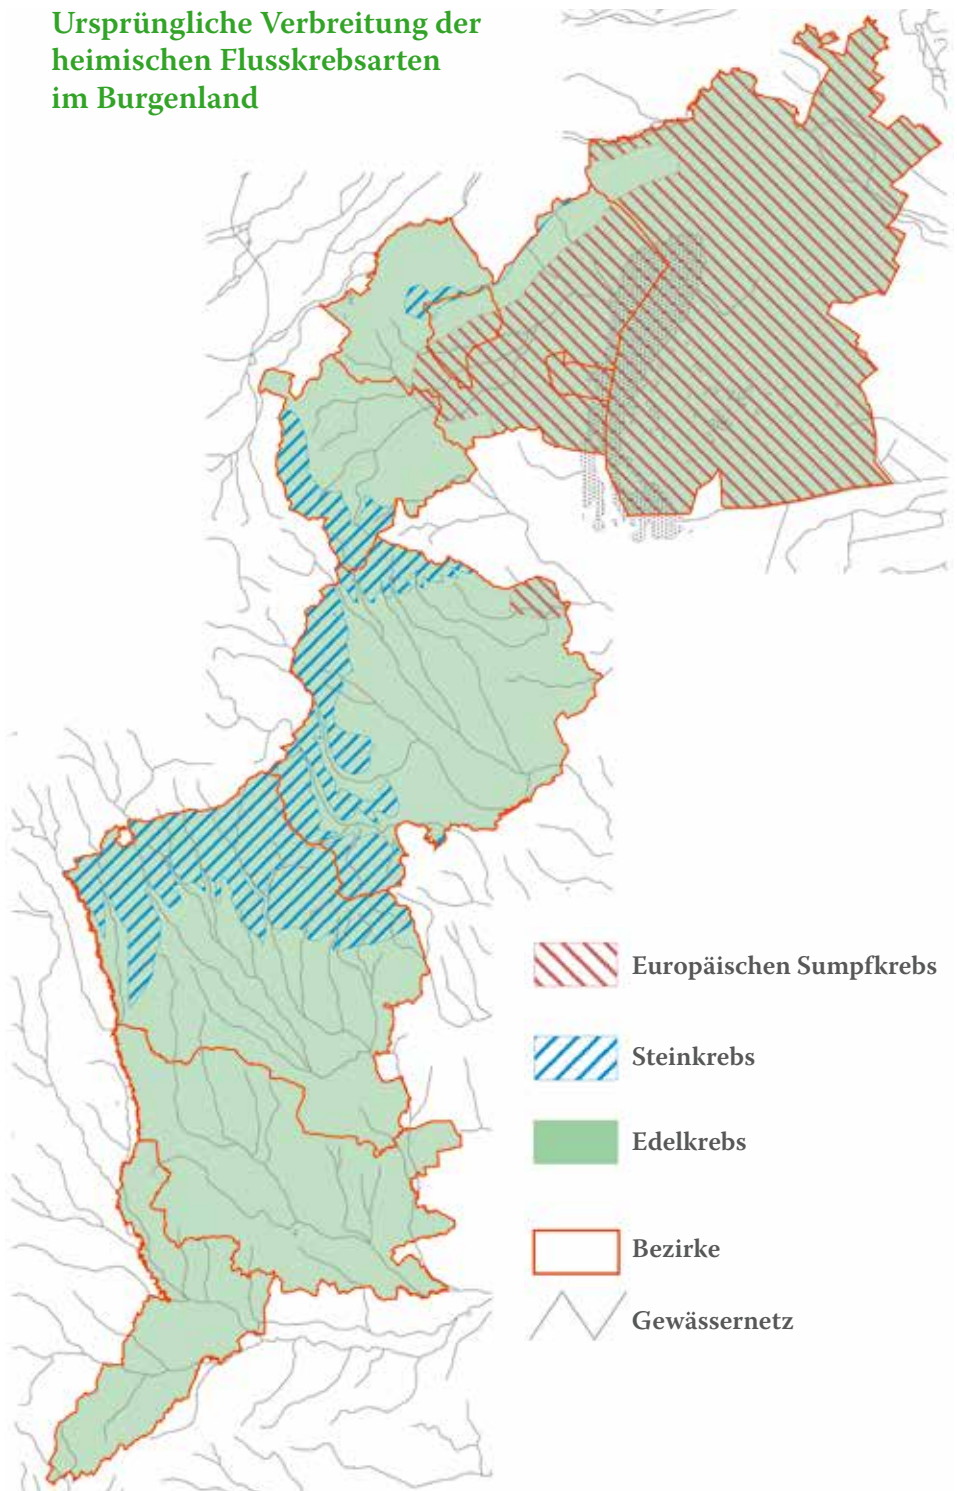 Ursprüngliche Verbreitung der
heimischen Flusskrebsarten
im Burgenland
Europäischen Sumpfkrebs
Steinkrebs
Edelkrebs
Bezirke
Gewässernetz